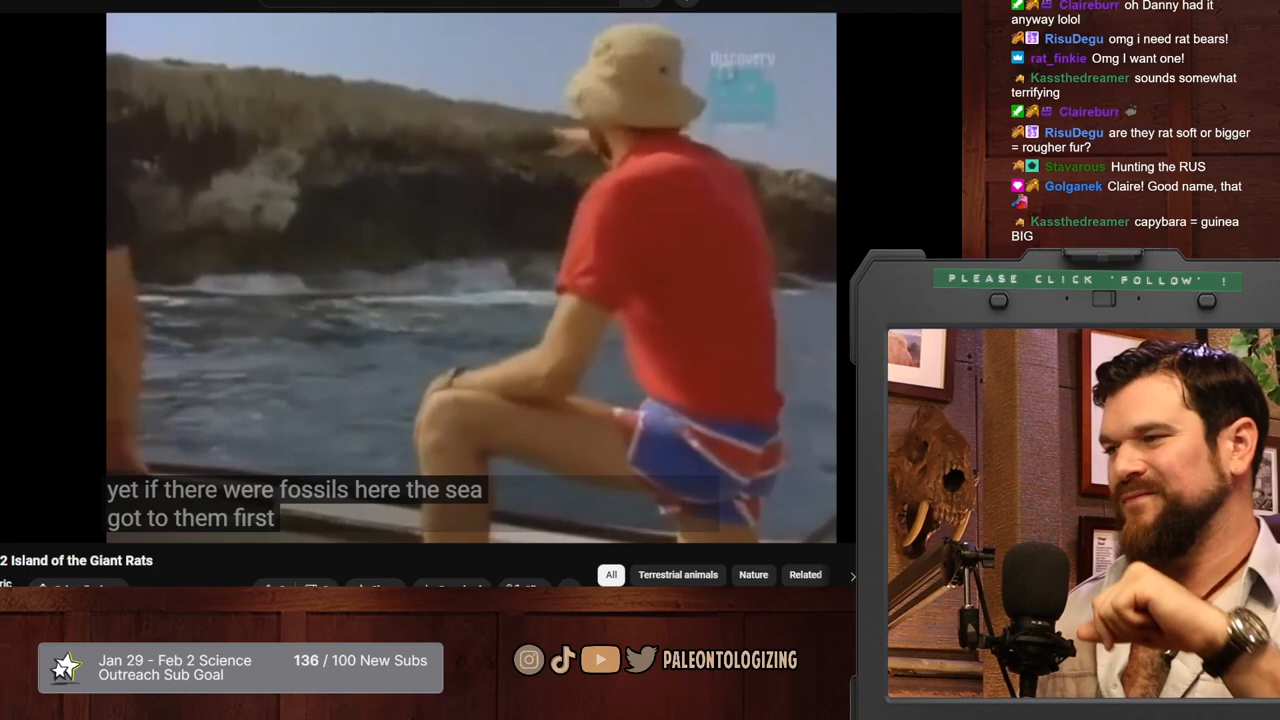 Discovery
yet if there were fossils here the sea
got to them first
2 Island of the Giant Rats
All
Terrestrial animals
Nature
Related
Claireburr oh Danny had it
anyway lolol
RisuDegu omg i need rat bears!
rat_finkie Omg I want one!
Kassthedreamer sounds somewhat
terrifying
Claireburr
RisuDegu are they rat soft or bigger
= rougher fur?
Stavarous Hunting the RUS
Golganek Claire! Good name, that
Kassthedreamer capybara = guinea
BIG
PLEASE CLICK 'FOLLOW' !
Jan 29 - Feb 2 Science
Outreach Sub Goal
136 / 100 New Subs
PALEONTOLOGIZING